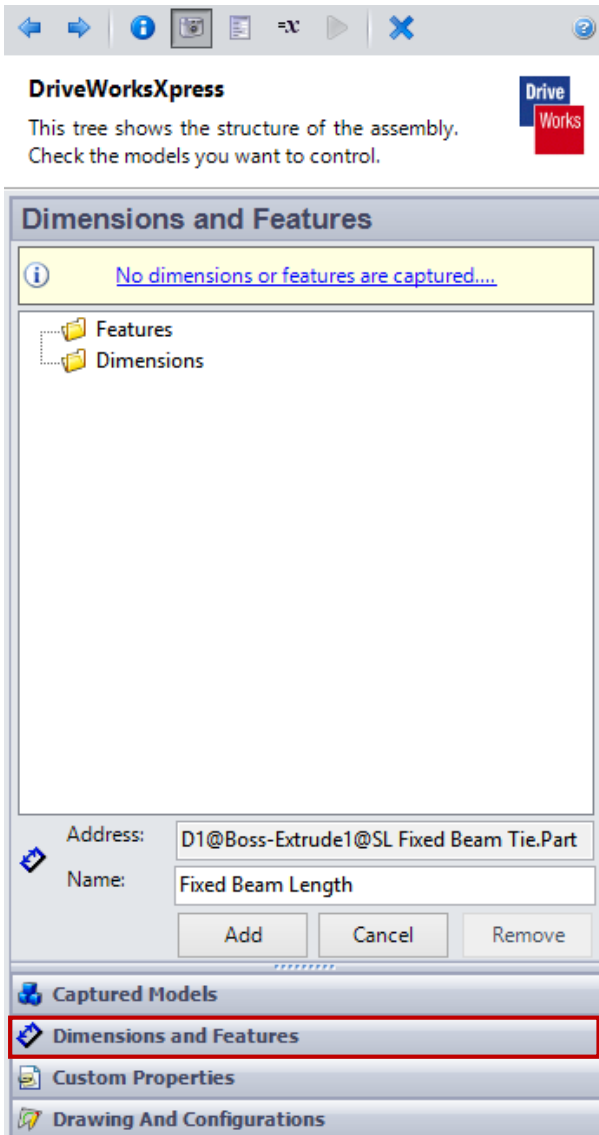 =x
DriveWorksXpress
Drive
Works
This tree shows the structure of the assembly.
Check the models you want to control.
Dimensions and Features
No dimensions or features are captured....
Features
Dimensions
Address:
D1@Boss-Extrude1@SL Fixed Beam Tie.Part
Name:
Fixed Beam Length
Add
Cancel
Remove
Captured Models
Dimensions and Features
Custom Properties
Drawing And Configurations